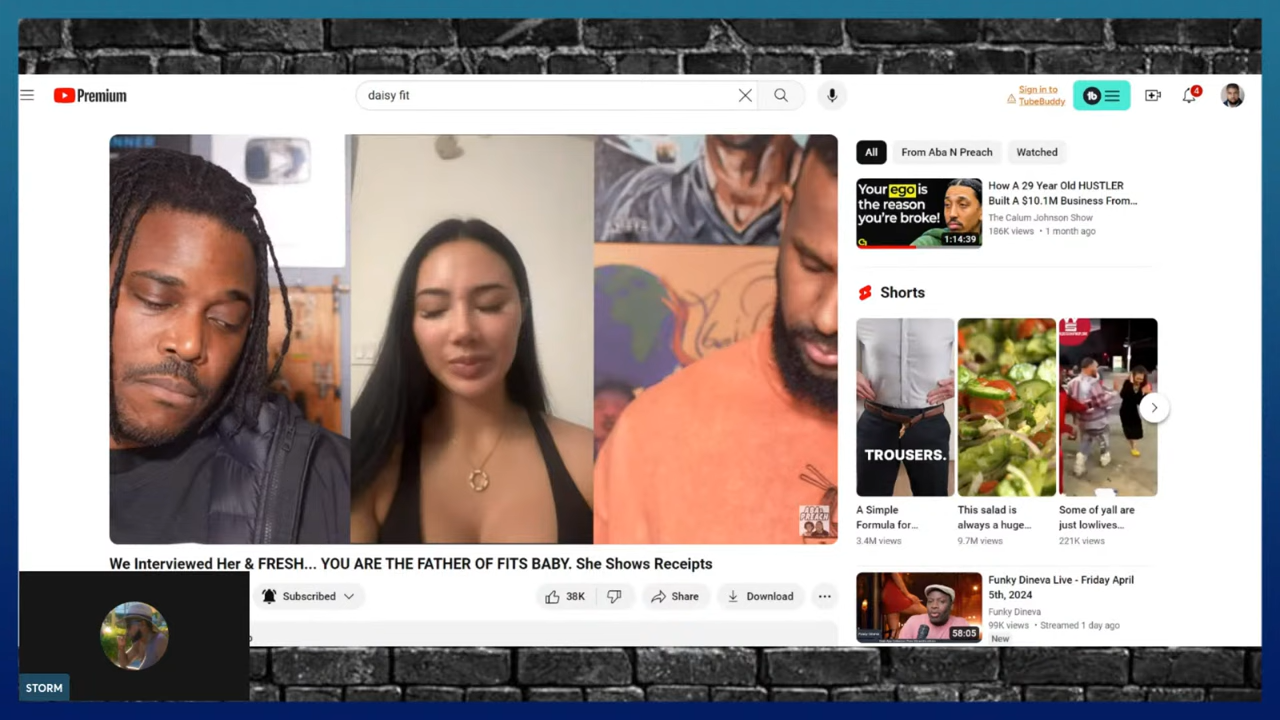 Premium
daisy fit
Sign in to
TubeBuddy
4
All
From Aba N Preach
Watched
Your ego is
the reason
you're broke!
1:14:39
How A 29 Year Old HUSTLER
Built A $10.1M Business From...
The Calum Johnson Show
186K views • 1 month ago
Shorts
TROUSERS.
A Simple
Formula for...
3.4M views
This salad is
always a huge...
9.7M views
Some of yall are
just lowlives...
221K views
ABA
PREACH
We Interviewed Her & FRESH... YOU ARE THE FATHER OF FITS BABY. She Shows Receipts
Subscribed
38K
Share
Download
58:05
Funky Dineva Live - Friday April
5th, 2024
Funky Dineva
99K views • Streamed 1 day ago
New
STORM